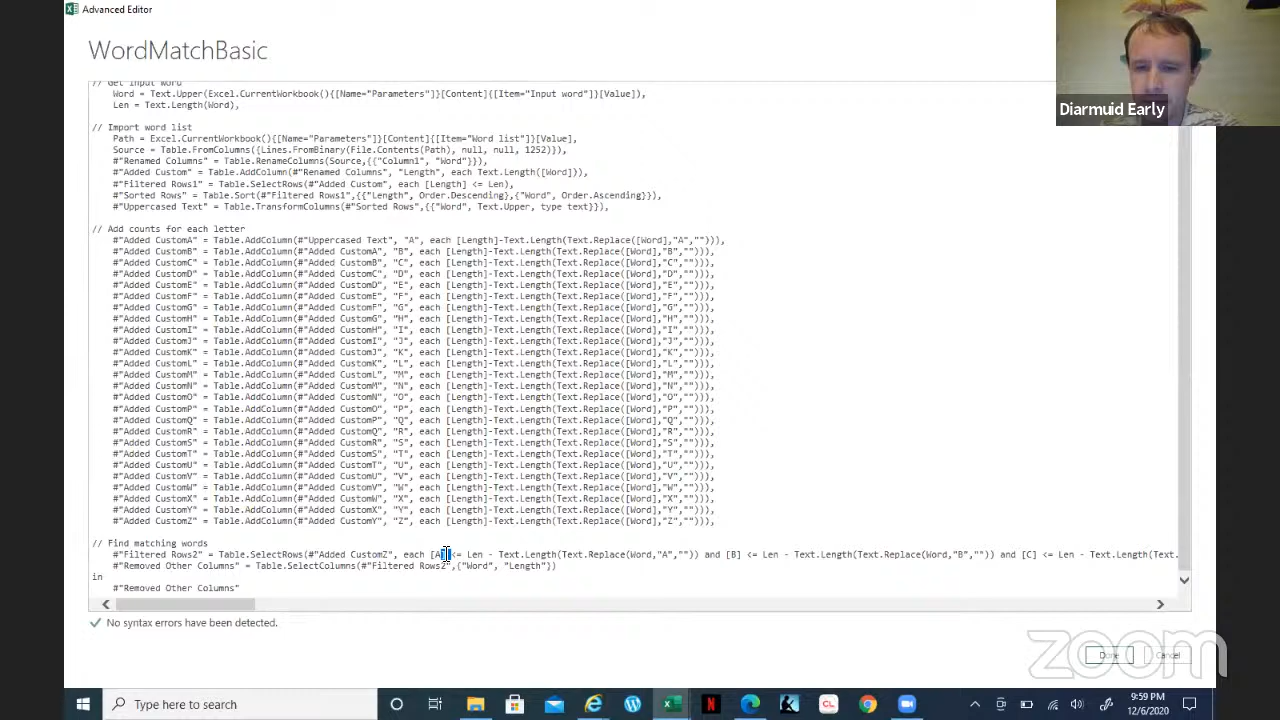 Advanced Editor
WordMatchBasic
// Get input word
Word = Text.Upper(Excel.CurrentWorkbook(){[Name="Parameters"]}[Content]{[Item="Input word"]}[Value]),
Len = Text.Length(Word),
// Import word list
Path = Excel.CurrentWorkbook(){[Name="Parameters"]}[Content]{[Item="Word list"]}[Value],
Source = Table.FromColumns({Lines.FromBinary(File.Contents(Path), null, null, 1252)}),
#"Renamed Columns" = Table.RenameColumns(Source,{{"Column1", "Word"}}),
#"Added Custom" = Table.AddColumn(#"Renamed Columns", "Length", each Text.Length([Word])),
#"Filtered Rows1" = Table.SelectRows(#"Added Custom", each [Length] <= Len),
#"Sorted Rows" = Table.Sort(#"Filtered Rows1",{{"Length", Order.Descending},{"Word", Order.Ascending}}),
#"Uppercased Text" = Table.TransformColumns(#"Sorted Rows",{{"Word", Text.Upper, type text}}),
// Add counts for each letter
#"Added CustomA" = Table.AddColumn(#"Uppercased Text", "A", each [Length]-Text.Length(Text.Replace([Word],"A",""))),
#"Added CustomB" = Table.AddColumn(#"Added CustomA", "B", each [Length]-Text.Length(Text.Replace([Word],"B",""))),
#"Added CustomC" = Table.AddColumn(#"Added CustomB", "C", each [Length]-Text.Length(Text.Replace([Word],"C",""))),
#"Added CustomD" = Table.AddColumn(#"Added CustomC", "D", each [Length]-Text.Length(Text.Replace([Word],"D",""))),
#"Added CustomE" = Table.AddColumn(#"Added CustomD", "E", each [Length]-Text.Length(Text.Replace([Word],"E",""))),
#"Added CustomF" = Table.AddColumn(#"Added CustomE", "F", each [Length]-Text.Length(Text.Replace([Word],"F",""))),
#"Added CustomG" = Table.AddColumn(#"Added CustomF", "G", each [Length]-Text.Length(Text.Replace([Word],"G",""))),
#"Added CustomH" = Table.AddColumn(#"Added CustomG", "H", each [Length]-Text.Length(Text.Replace([Word],"H",""))),
#"Added CustomI" = Table.AddColumn(#"Added CustomH", "I", each [Length]-Text.Length(Text.Replace([Word],"I",""))),
#"Added CustomJ" = Table.AddColumn(#"Added CustomI", "J", each [Length]-Text.Length(Text.Replace([Word],"J",""))),
#"Added CustomK" = Table.AddColumn(#"Added CustomJ", "K", each [Length]-Text.Length(Text.Replace([Word],"K",""))),
#"Added CustomL" = Table.AddColumn(#"Added CustomK", "L", each [Length]-Text.Length(Text.Replace([Word],"L",""))),
#"Added CustomM" = Table.AddColumn(#"Added CustomL", "M", each [Length]-Text.Length(Text.Replace([Word],"M",""))),
#"Added CustomN" = Table.AddColumn(#"Added CustomM", "N", each [Length]-Text.Length(Text.Replace([Word],"N",""))),
#"Added CustomO" = Table.AddColumn(#"Added CustomN", "O", each [Length]-Text.Length(Text.Replace([Word],"O",""))),
#"Added CustomP" = Table.AddColumn(#"Added CustomO", "P", each [Length]-Text.Length(Text.Replace([Word],"P",""))),
#"Added CustomQ" = Table.AddColumn(#"Added CustomP", "Q", each [Length]-Text.Length(Text.Replace([Word],"Q",""))),
#"Added CustomR" = Table.AddColumn(#"Added CustomQ", "R", each [Length]-Text.Length(Text.Replace([Word],"R",""))),
#"Added CustomS" = Table.AddColumn(#"Added CustomR", "S", each [Length]-Text.Length(Text.Replace([Word],"S",""))),
#"Added CustomT" = Table.AddColumn(#"Added CustomS", "T", each [Length]-Text.Length(Text.Replace([Word],"T",""))),
#"Added CustomU" = Table.AddColumn(#"Added CustomT", "U", each [Length]-Text.Length(Text.Replace([Word],"U",""))),
#"Added CustomV" = Table.AddColumn(#"Added CustomU", "V", each [Length]-Text.Length(Text.Replace([Word],"V",""))),
#"Added CustomW" = Table.AddColumn(#"Added CustomV", "W", each [Length]-Text.Length(Text.Replace([Word],"W",""))),
#"Added CustomX" = Table.AddColumn(#"Added CustomW", "X", each [Length]-Text.Length(Text.Replace([Word],"X",""))),
#"Added CustomY" = Table.AddColumn(#"Added CustomX", "Y", each [Length]-Text.Length(Text.Replace([Word],"Y",""))),
#"Added CustomZ" = Table.AddColumn(#"Added CustomY", "Z", each [Length]-Text.Length(Text.Replace([Word],"Z",""))),
// Find matching words
#"Filtered Rows2" = Table.SelectRows(#"Added CustomZ", each [A] <= Len - Text.Length(Text.Replace(Word,"A","")) and [B] <= Len - Text.Length(Text.Replace(Word,"B","")) and [C] <= Len - Text.Length(Text.
#"Removed Other Columns" = Table.SelectColumns(#"Filtered Rows2",{"Word", "Length"})
in
#"Removed Other Columns"
No syntax errors have been detected.
Done
Cancel
zoom
Diarmuid Early
Type here to search
9:59 PM
12/6/2020